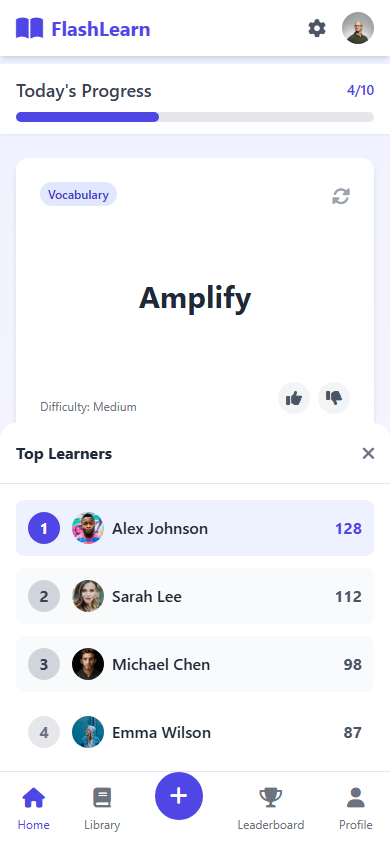 FlashLearn
Today's Progress 4/10
Vocabulary
Amplify
Difficulty: Medium
Top Learners
1 Alex Johnson 128
2 Sarah Lee 112
3 Michael Chen 98
4 Emma Wilson 87
Home Library Leaderboard Profile